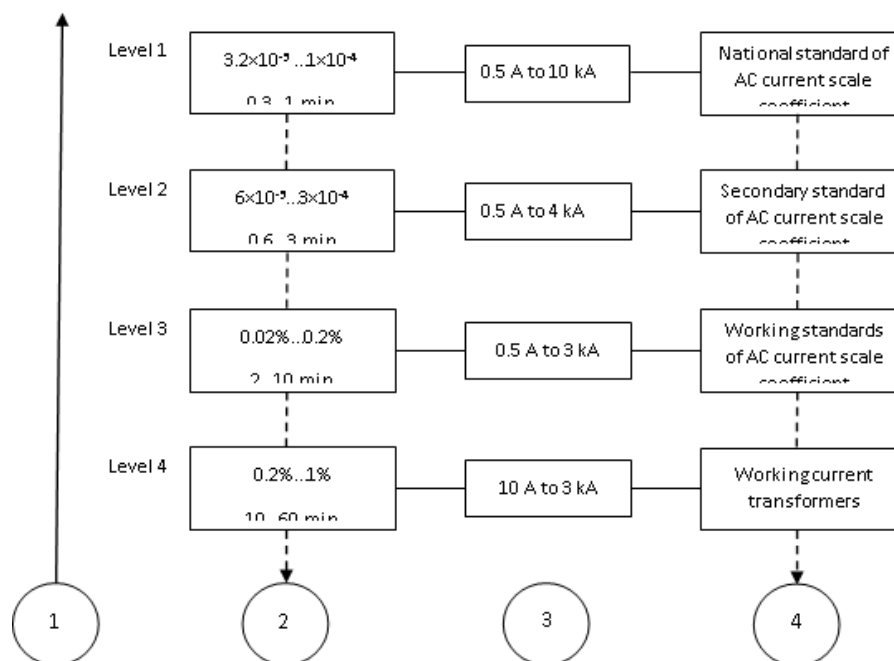 Level 1
3.2×10⁻⁵..1×10⁻⁴
0.3 1 min
0.5 A to 10 kA
National standard of
AC current scale
coefficient
Level 2
6×10⁻⁵..3×10⁻⁴
0.6 3 min
0.5 A to 4 kA
Secondary standard
of AC current scale
coefficient
Level 3
0.02%...0.2%
2 10 min
0.5 A to 3 kA
Working standards
of AC current scale
coefficient
Level 4
0.2%..1%
10 60 min
10 A to 3 kA
Working current
transformers
1
2
3
4